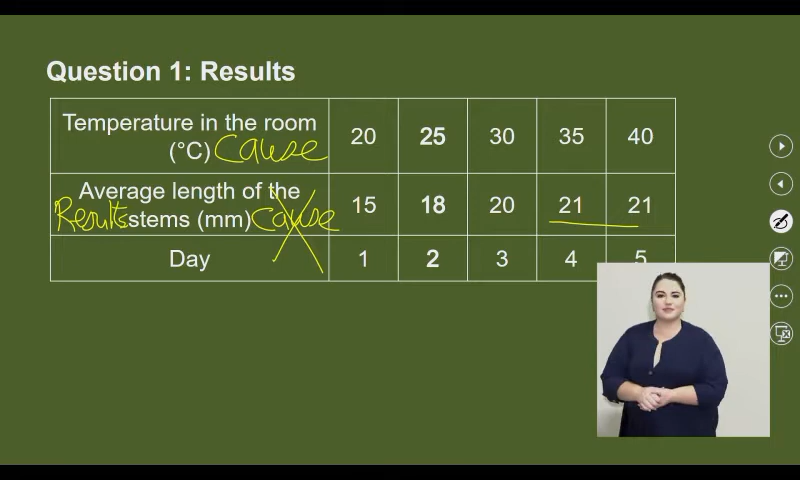 Question 1: Results
Temperature in the room 20 25 30 35 40
(°C) cause
Average length of the 15 18 20 21 21
Results stems (mm) cause
Day 1 2 3 4 5